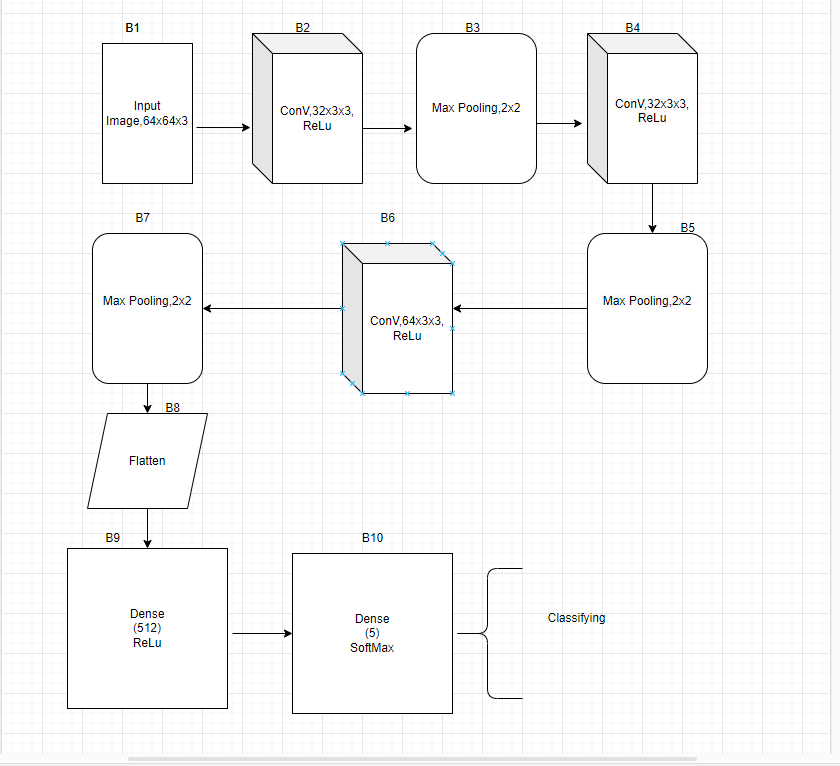 B1
B2
B3
B4
Input
Image,64x64x3
ConV,32x3x3,
ReLu
Max Pooling,2x2
ConV,32x3x3,
ReLu
B7
B6
B5
Max Pooling,2x2
ConV,64x3x3,
ReLu
Max Pooling,2x2
B8
Flatten
B9
B10
Dense
(512)
ReLu
Dense
(5)
SoftMax
Classifying